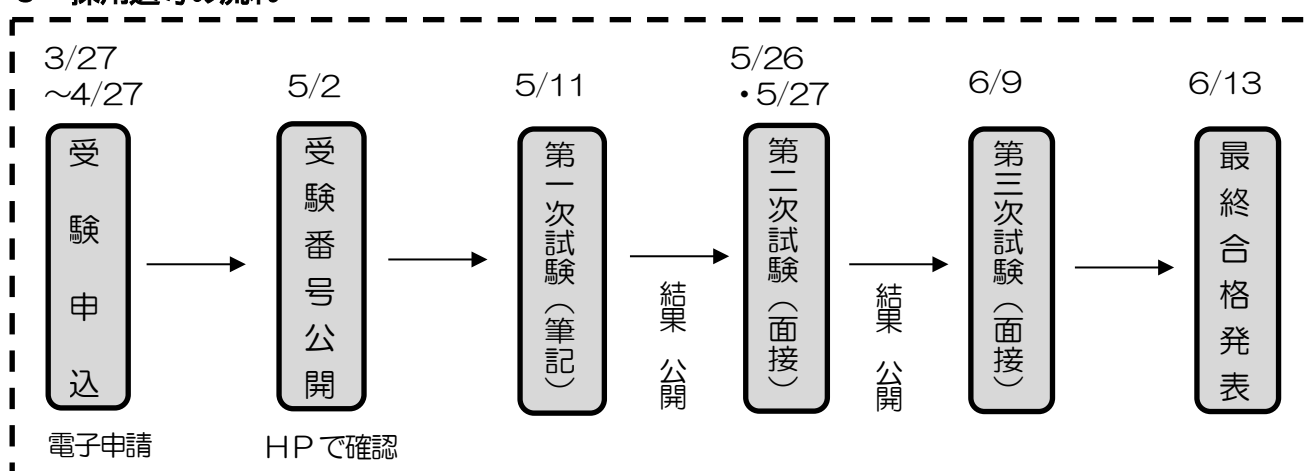 3/27
～4/27
5/2
5/11
5/26
・5/27
6/9
6/13
受験申込
受験番号公開
第一次試験（筆記）
結果 公開
第二次試験（面接）
結果 公開
第三次試験（面接）
最終合格発表
電子申請
ＨＰで確認